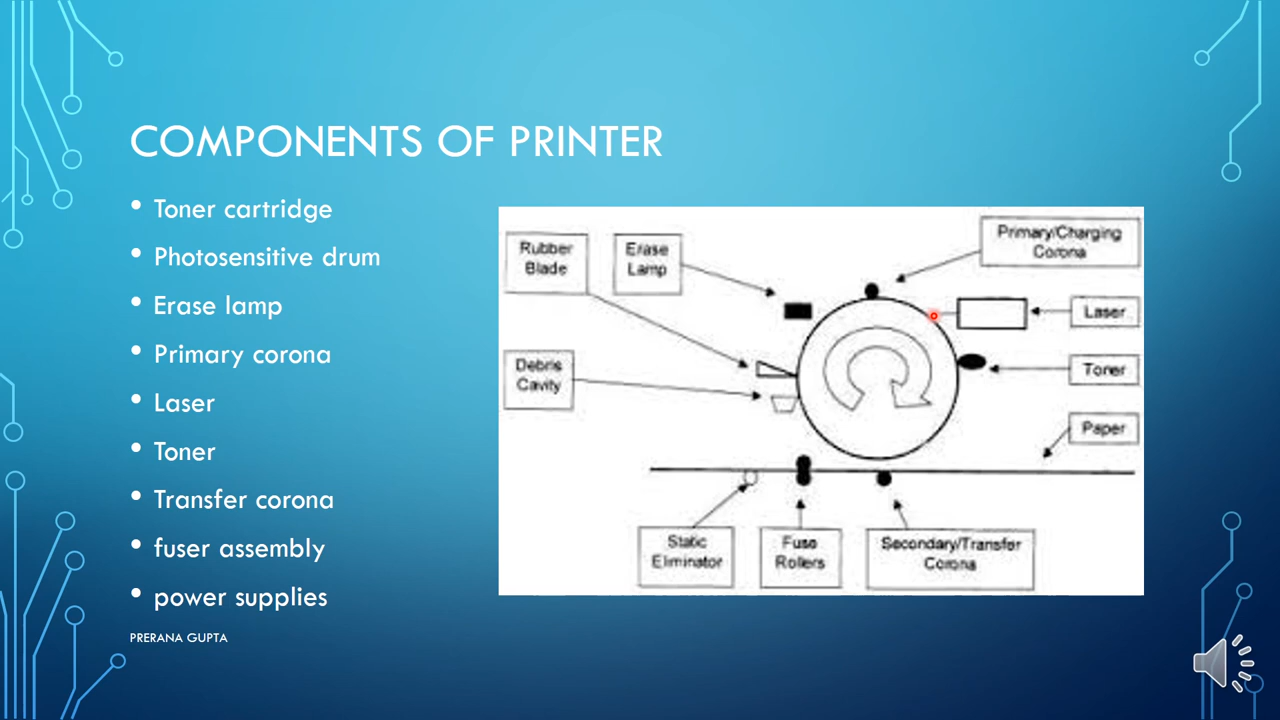 COMPONENTS OF PRINTER
• Toner cartridge
• Photosensitive drum
• Erase lamp
• Primary corona
• Laser
• Toner
• Transfer corona
• fuser assembly
• power supplies
PRERANA GUPTA
Rubber
Blade
Erase
Lamp
Primary/Charging
Corona
Laser
Debris
Cavity
Toner
Paper
Static
Eliminator
Fuse
Rollers
Secondary/Transfer
Corona